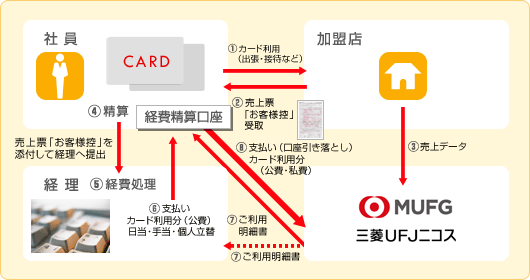 社員
CARD
①カード利用
(出張・接待など)
加盟店
④精算
経費精算口座
②売上票
「お客様控」
受取
売上票「お客様控」を
添付して経理へ提出
⑧支払い(口座引き落とし)
カード利用分
(公費・私費)
③売上データ
経理
⑤経費処理
⑥支払い
カード利用分(公費)
日当・手当・個人立替
⑦ご利用
明細書
⑦ご利用明細書
MUFG
三菱UFJニコス